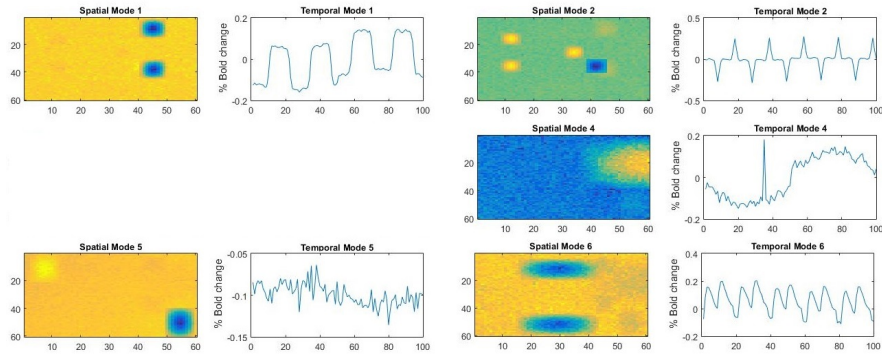 Spatial Mode 1
Temporal Mode 1
Spatial Mode 2
Temporal Mode 2
20
40
60
10 20 30 40 50 60
% Bold change
0.2
0
-0.2
0 20 40 60 80 100
20
40
60
10 20 30 40 50 60
% Bold change
0.5
0
-0.5
0 20 40 60 80 100
Spatial Mode 4
Temporal Mode 4
20
40
60
10 20 30 40 50 60
% Bold change
0.2
0
-0.2
0 20 40 60 80 100
Spatial Mode 5
Temporal Mode 5
Spatial Mode 6
Temporal Mode 6
20
40
60
10 20 30 40 50 60
% Bold change
-0.05
-0.1
-0.15
0 20 40 60 80 100
20
40
60
10 20 30 40 50 60
% Bold change
0.4
0.2
0
-0.2
0 20 40 60 80 100